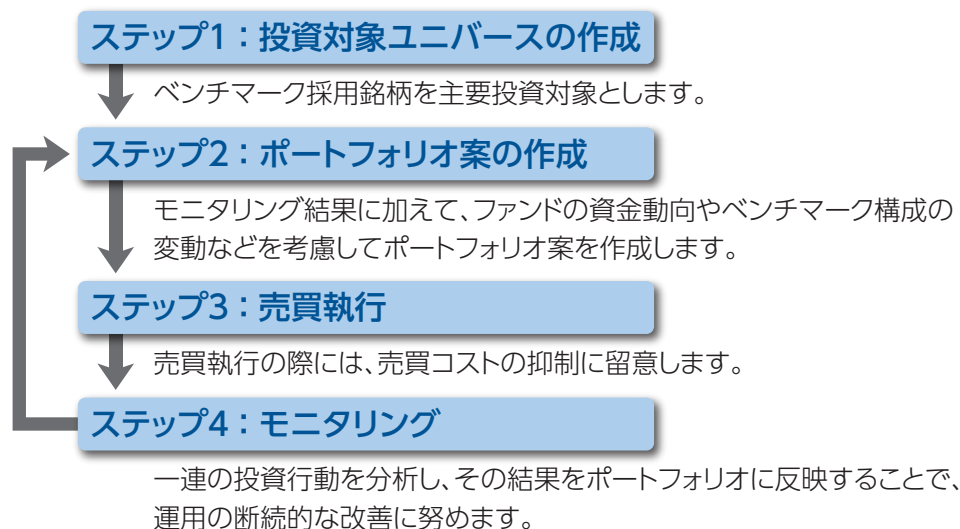 ステップ1：投資対象ユニバースの作成
ベンチマーク採用銘柄を主要投資対象とします。
ステップ2：ポートフォリオ案の作成
モニタリング結果に加えて、ファンドの資金動向やベンチマーク構成の
変動などを考慮してポートフォリオ案を作成します。
ステップ3：売買執行
売買執行の際には、売買コストの抑制に留意します。
ステップ4：モニタリング
一連の投資行動を分析し、その結果をポートフォリオに反映することで、
運用の断続的な改善に努めます。